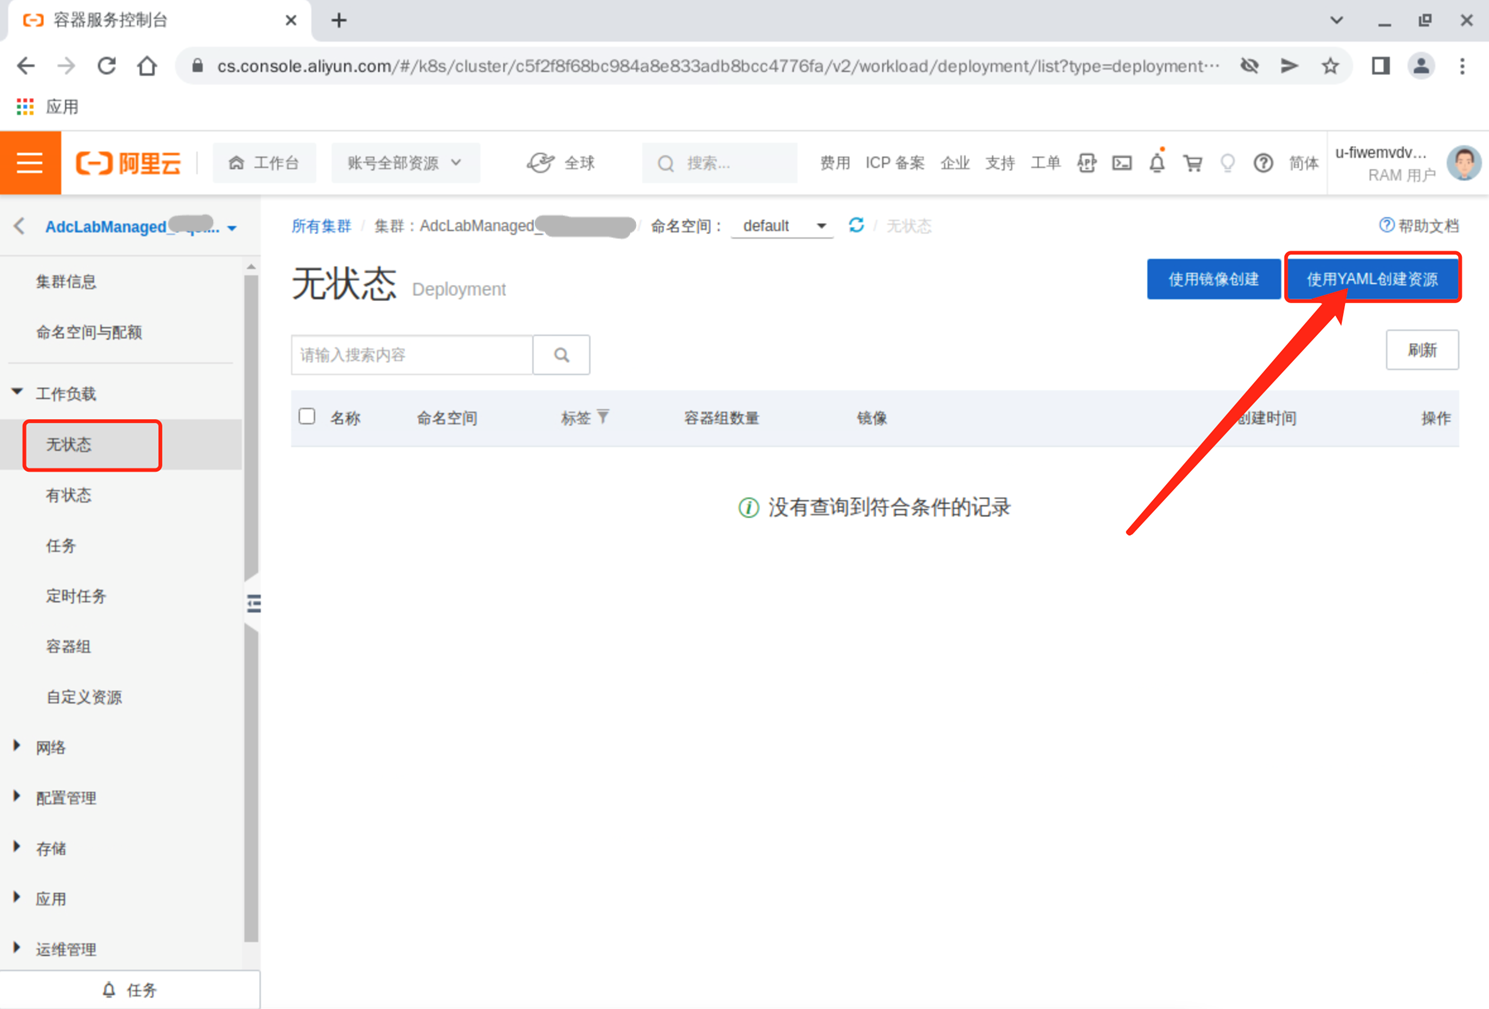 容器服务控制台
cs.console.aliyun.com/#/k8s/cluster/c5f2f8f68bc984a8e833adb8bcc4776fa/v2/workload/deployment/list?type=deployment···
应用
阿里云
工作台
账号全部资源
全球
搜索...
费用
ICP 备案
企业
支持
工单
简体
u-fiwemvdv...
RAM 用户
AdcLabManaged_
所有集群 / 集群：AdcLabManaged_ / 命名空间： default / 无状态
帮助文档
集群信息
命名空间与配额
工作负载
无状态
有状态
任务
定时任务
容器组
自定义资源
网络
配置管理
存储
应用
运维管理
任务
无状态 Deployment
使用镜像创建
使用YAML创建资源
请输入搜索内容
刷新
名称 命名空间 标签 容器组数量 镜像 创建时间 操作
没有查询到符合条件的记录